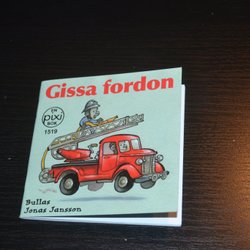 Gissa fordon
EN
pixi
BOK
1519
Bullas
Jonas Jansson